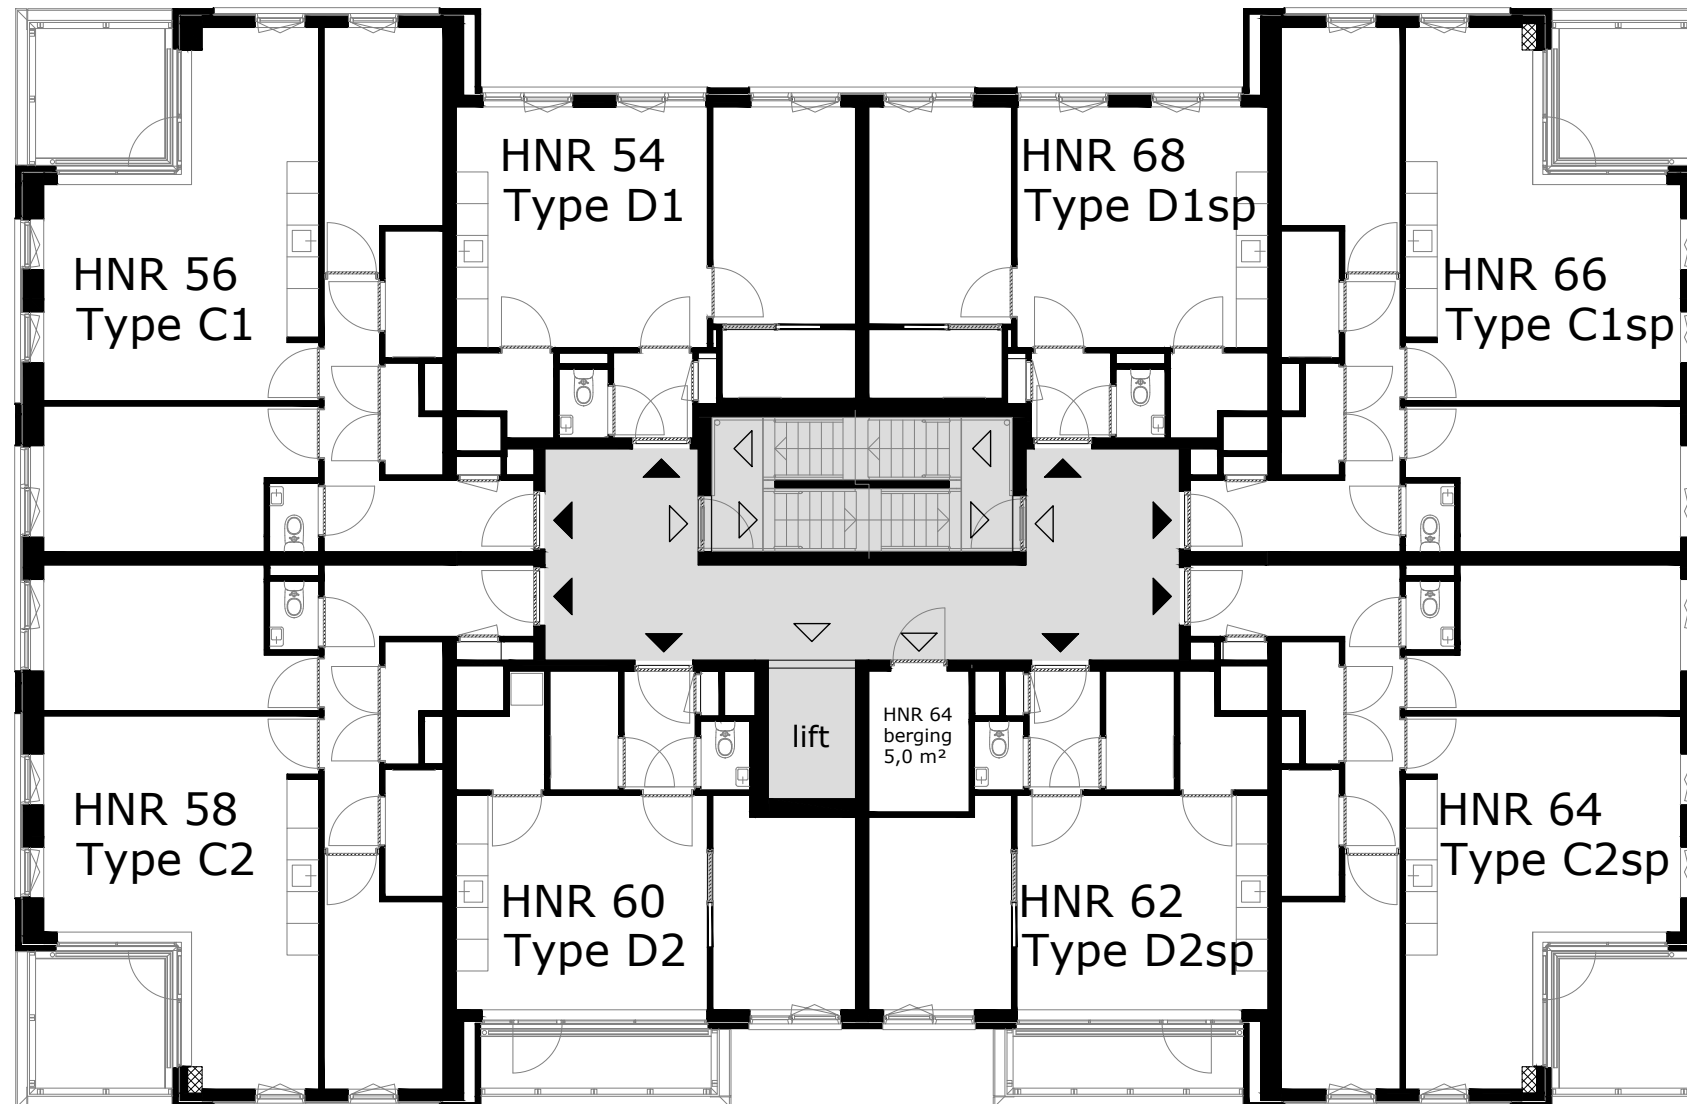 HNR 54
Type D1
HNR 68
Type D1sp
HNR 56
Type C1
HNR 66
Type C1sp
lift
HNR 64
berging
5,0 m²
HNR 58
Type C2
HNR 64
Type C2sp
HNR 60
Type D2
HNR 62
Type D2sp